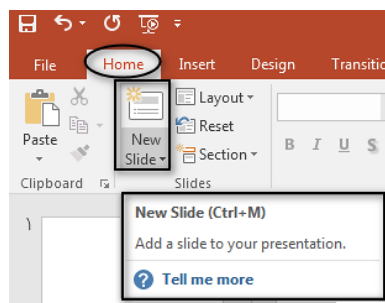 File Home Insert Design Transitio
Paste
New
Slide
Layout
Reset
Section
B I U S
Clipboard Slides
New Slide (Ctrl+M)
Add a slide to your presentation.
? Tell me more
١